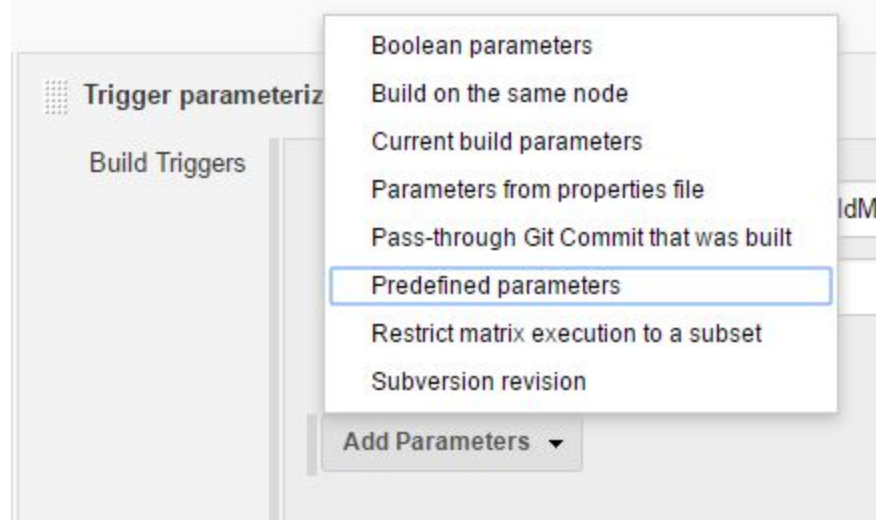 Boolean parameters
Trigger parameteriz
Build on the same node
Current build parameters
Build Triggers
Parameters from properties file
ldM
Pass-through Git Commit that was built
Predefined parameters
Restrict matrix execution to a subset
Subversion revision
Add Parameters